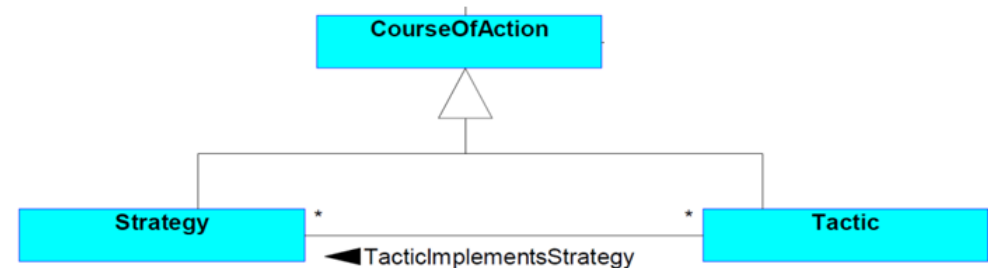 CourseOfAction
Strategy
*
*
Tactic
TacticImplementsStrategy